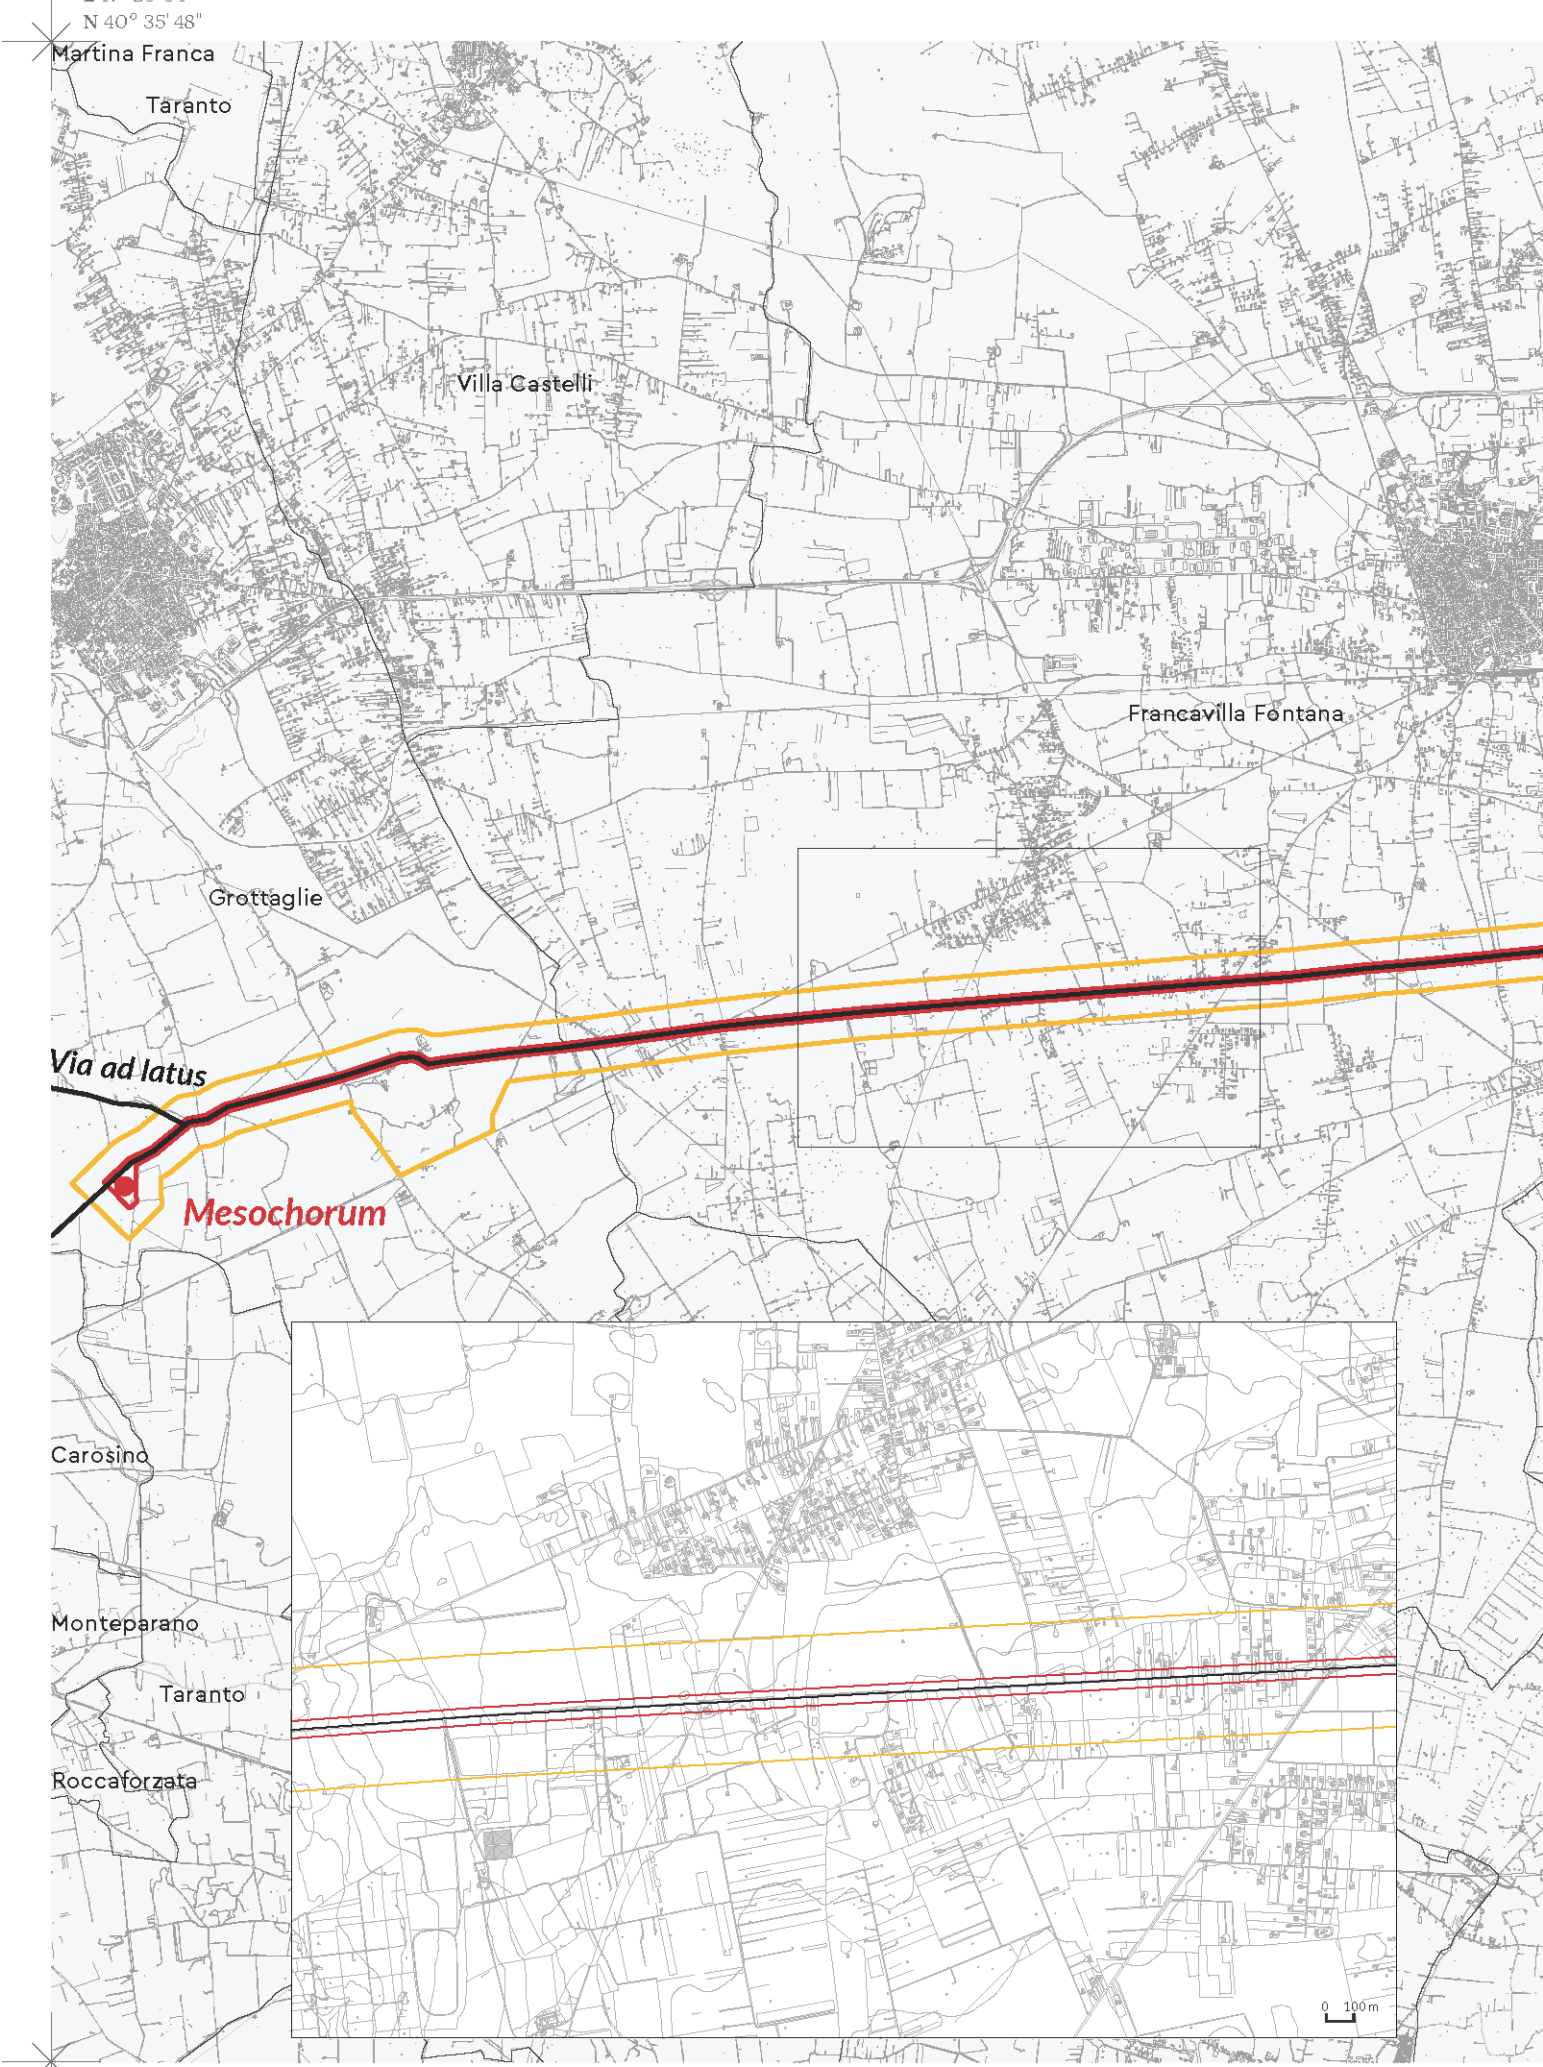 N 40° 35' 48"
Martina Franca
Taranto
Villa Castelli
Francavilla Fontana
Grottaglie
Via ad latus
Mesochorum
Carosino
Monteparano
Taranto
Roccaforzata
0 100m